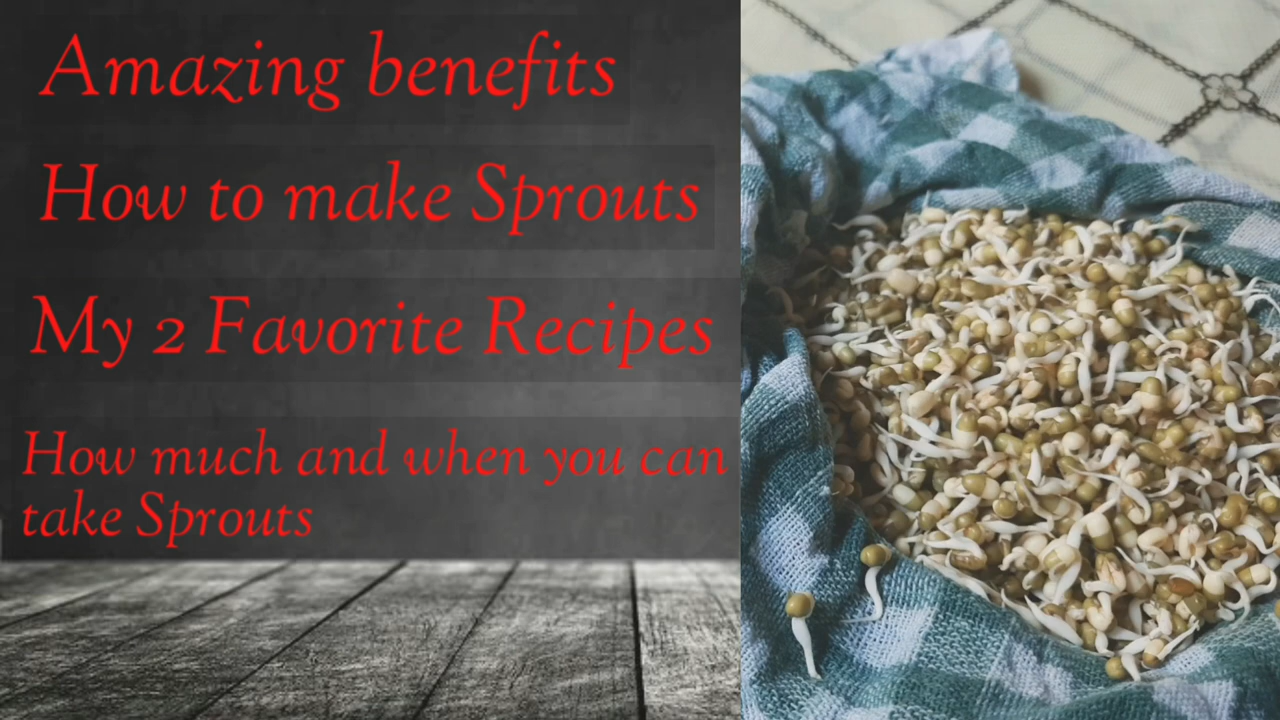 Amazing benefits
How to make Sprouts
My 2 Favorite Recipes
How much and when you can
take Sprouts